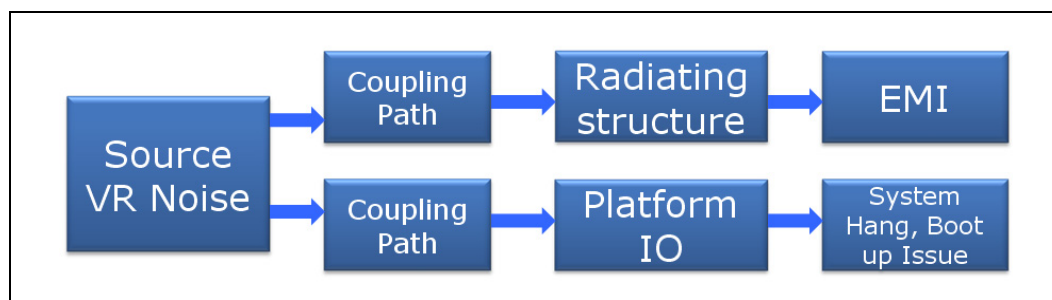 Source
VR Noise
Coupling
Path
Radiating
structure
EMI
Coupling
Path
Platform
IO
System
Hang, Boot
up Issue